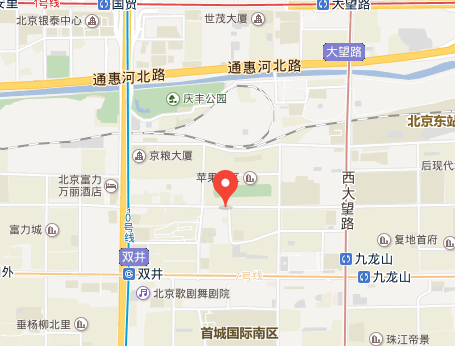 1号线
国贸
大望路
世茂大厦
北京银泰中心
大望路
通惠河北路
通惠河北路
庆丰公园
北京东站
京粮大厦
后现代
苹果
北京富力
万丽酒店
西大望路
10号线
富力城
复地首府
双井
九龙山
双井
7号线
九龙山
北京歌剧舞剧院
垂杨柳北里
首城国际南区
珠江帝景